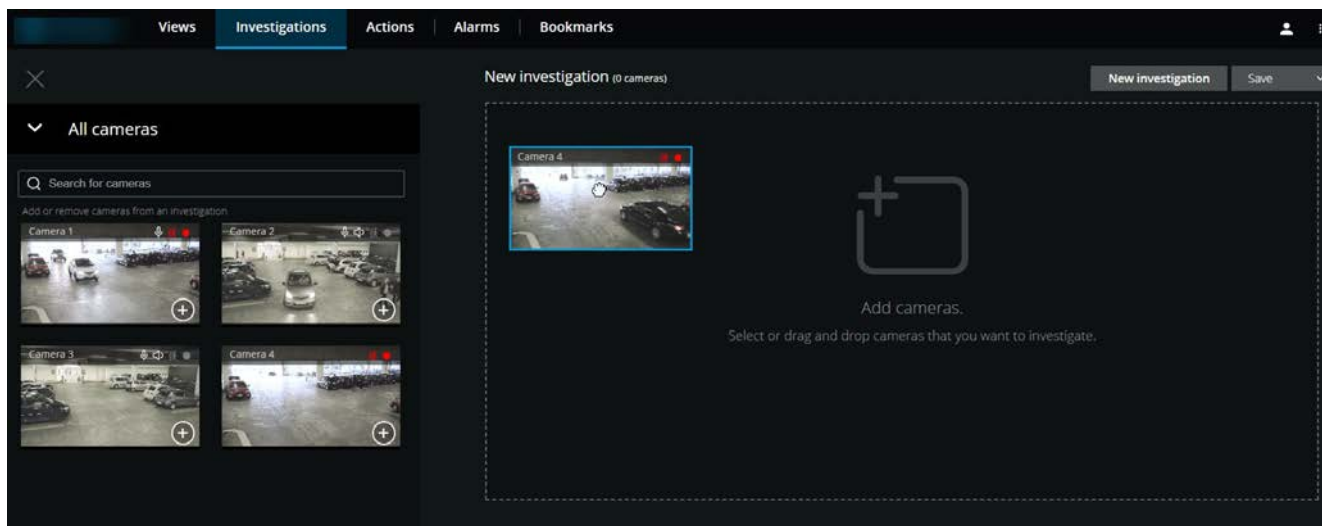 Views Investigations Actions Alarms Bookmarks
New investigation (0 cameras)
New investigation
Save
All cameras
Search for cameras
Add or remove cameras from an investigation
Camera 1
Camera 2
Camera 3
Camera 4
Camera 4
Add cameras.
Select or drag and drop cameras that you want to investigate.